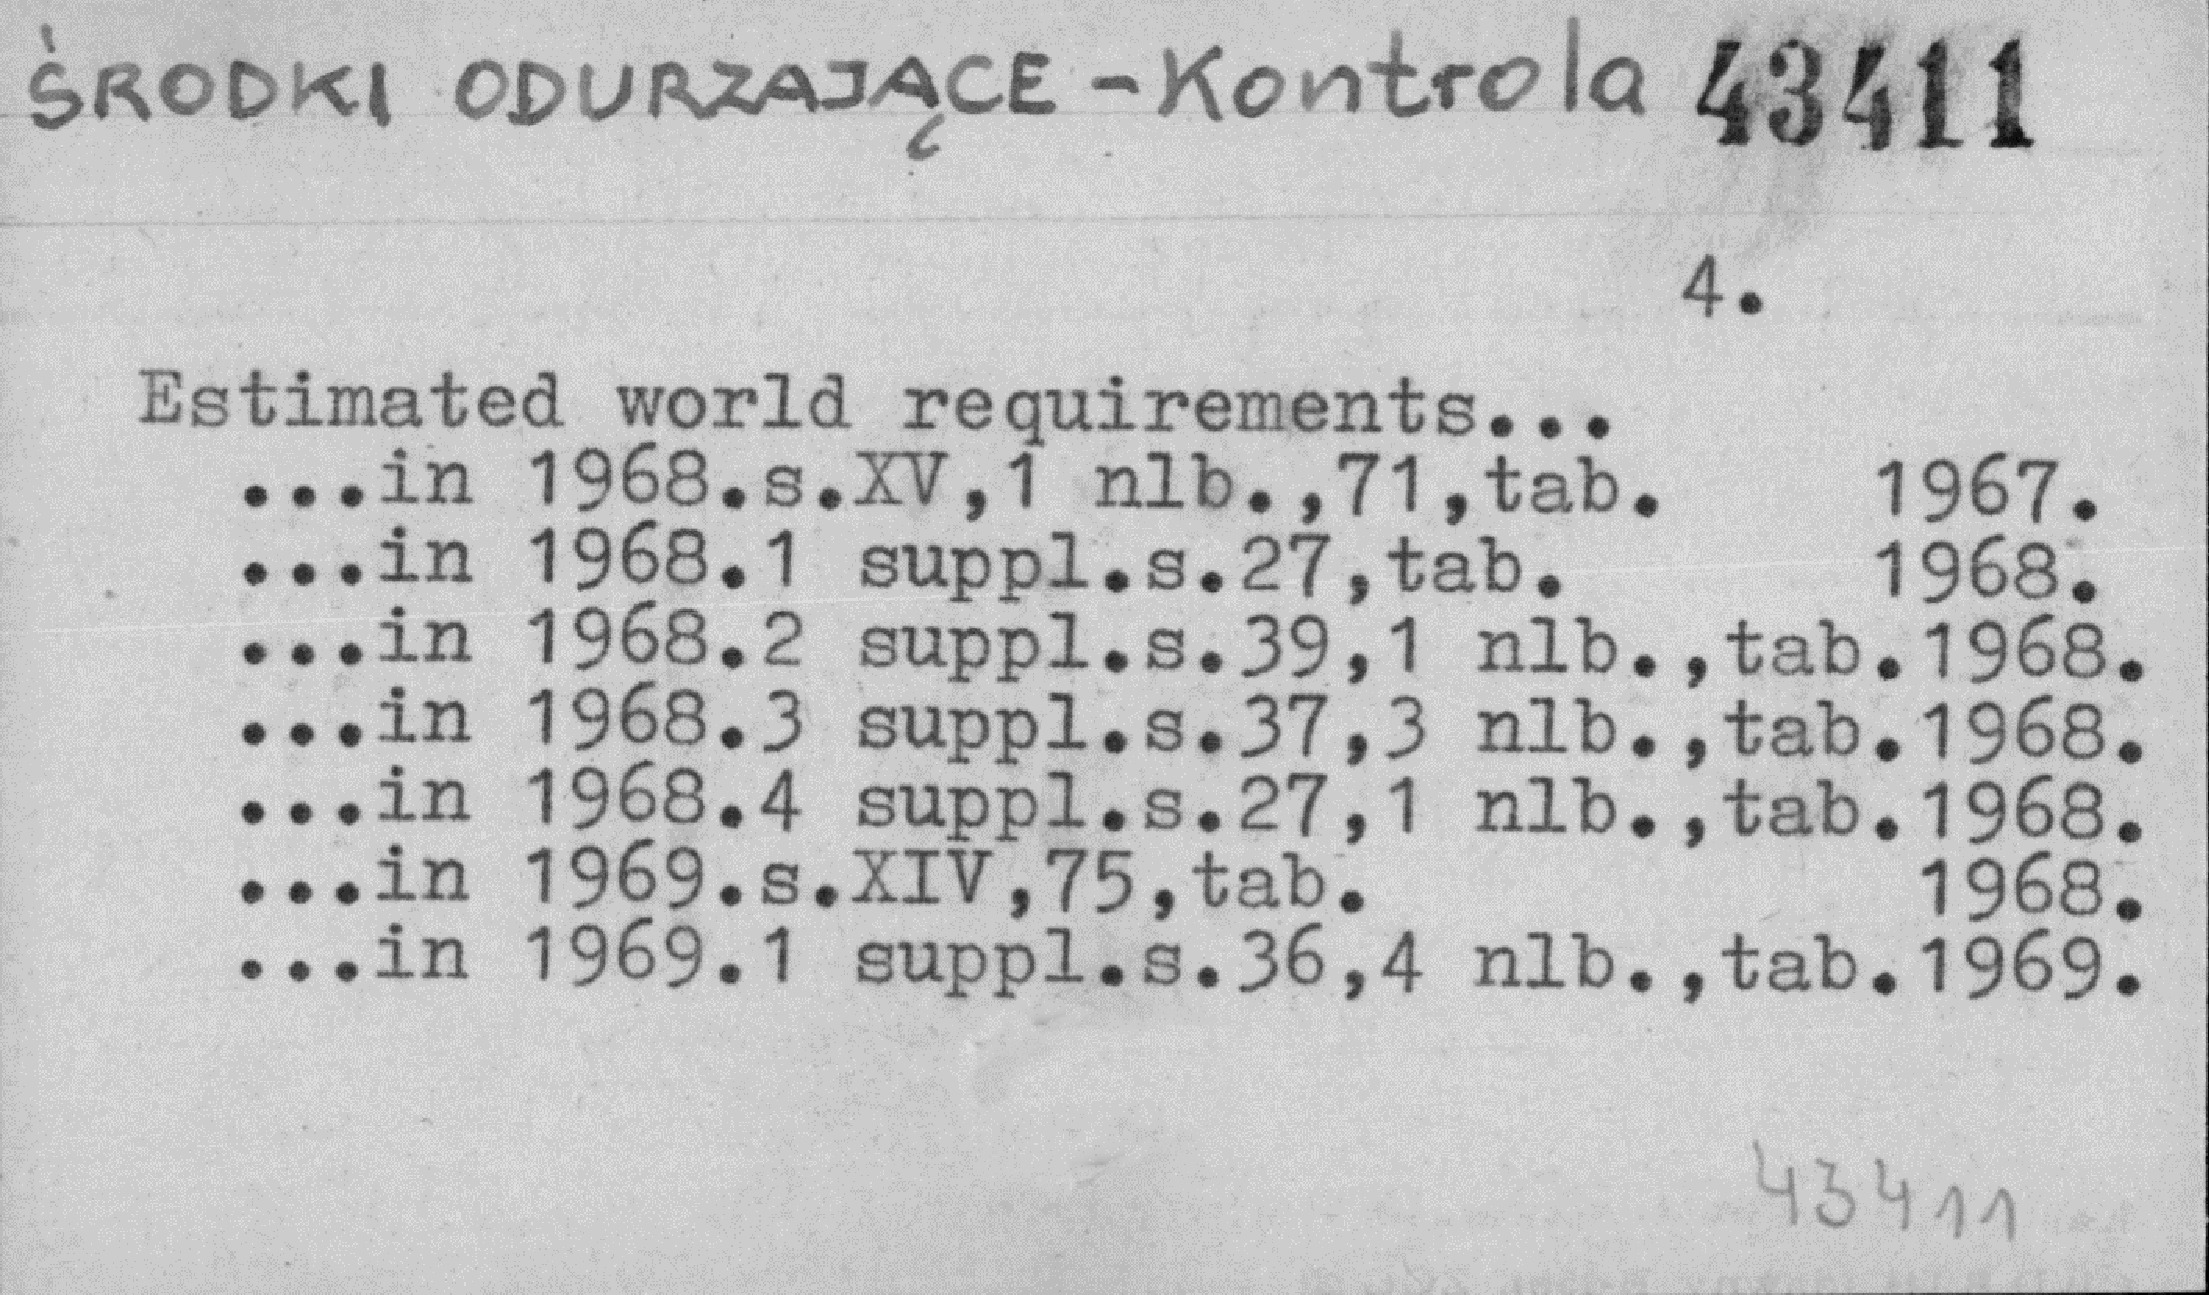 ŚRODKI ODURZAJĄCE - Kontrola 43411
4.
Estimated world requirements...
...in 1968.s.XV,1 nlb.,71,tab. 1967.
...in 1968.1 suppl.s.27,tab. 1968.
...in 1968.2 suppl.s.39,1 nlb.,tab.1968.
...in 1968.3 suppl.s.37,3 nlb.,tab.1968.
...in 1968.4 suppl.s.27,1 nlb.,tab.1968.
...in 1969.s.XIV,75,tab. 1968.
...in 1969.1 suppl.s.36,4 nlb.,tab.1969.
43411